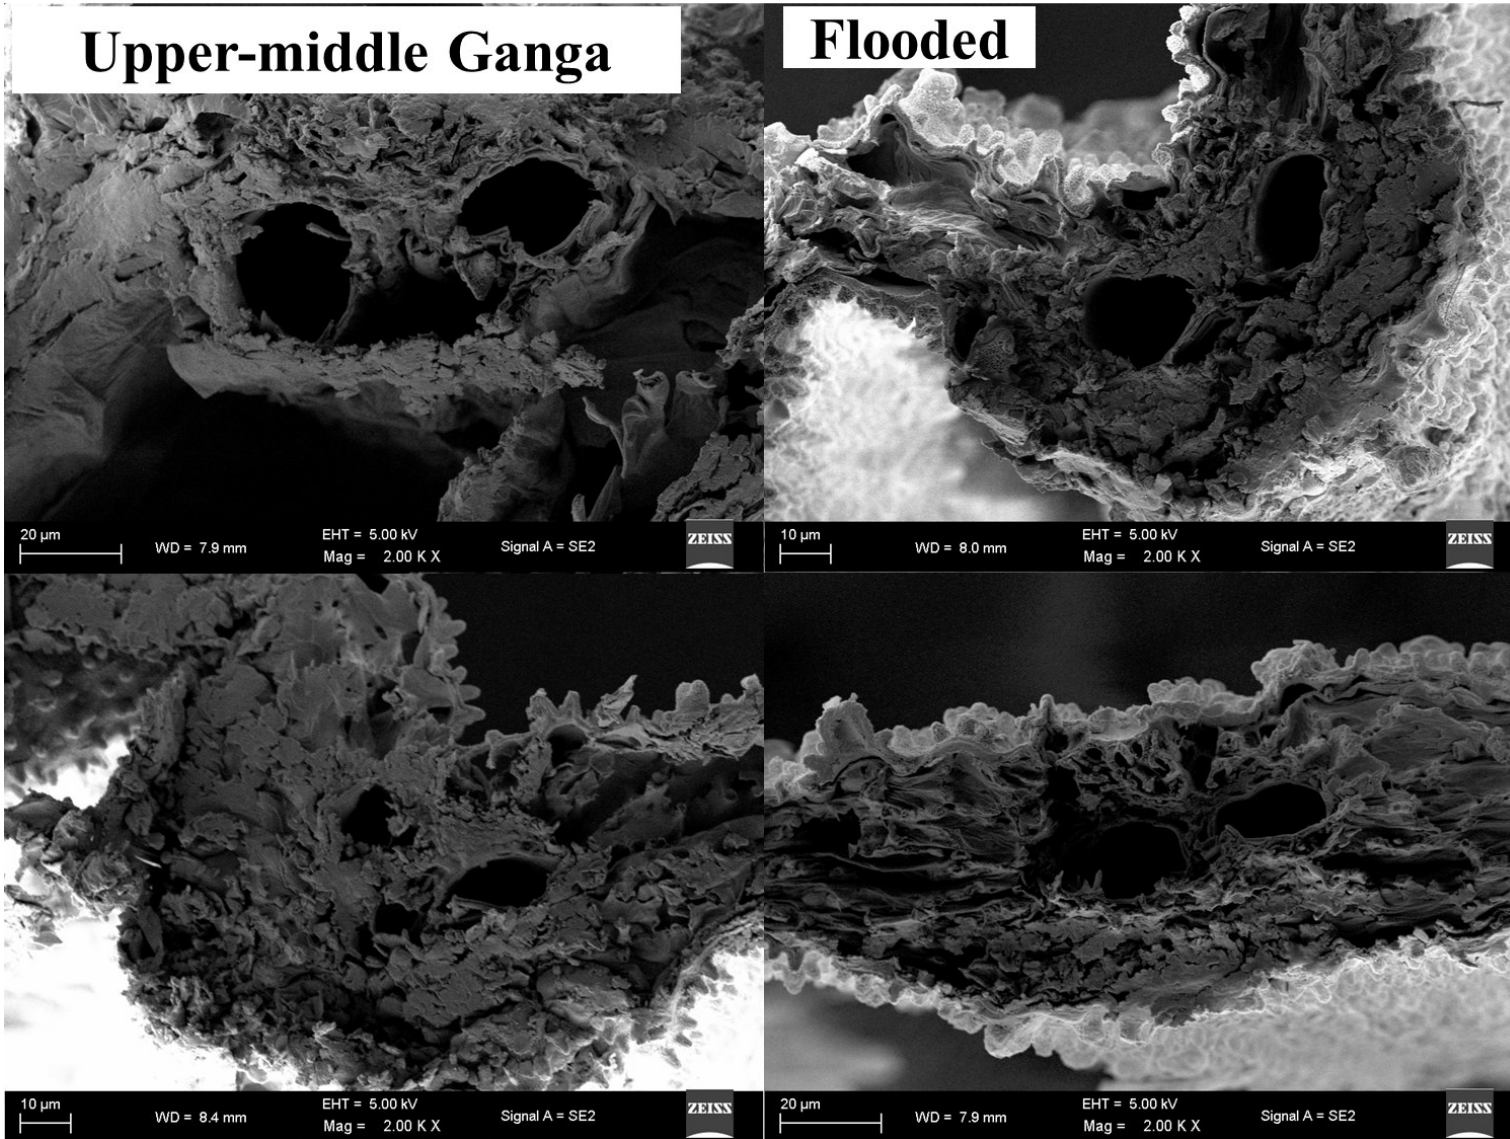 Upper-middle Ganga
Flooded
20 µm
WD = 7.9 mm
EHT = 5.00 kV
Mag = 2.00 K X
Signal A = SE2
ZEISS
10 µm
WD = 8.0 mm
EHT = 5.00 kV
Mag = 2.00 K X
Signal A = SE2
ZEISS
10 µm
WD = 8.4 mm
EHT = 5.00 kV
Mag = 2.00 K X
Signal A = SE2
ZEISS
20 µm
WD = 7.9 mm
EHT = 5.00 kV
Mag = 2.00 K X
Signal A = SE2
ZEISS